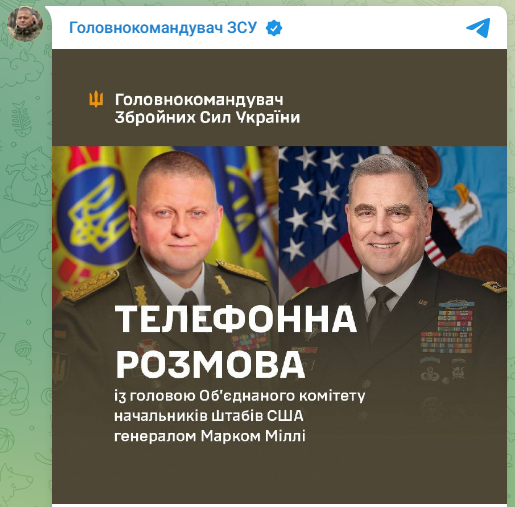 Головнокомандувач ЗСУ
Головнокомандувач
Збройних Сил України
ТЕЛЕФОННА
РОЗМОВА
із головою Об'єднаного комітету
начальників штабів США
генералом Марком Міллі